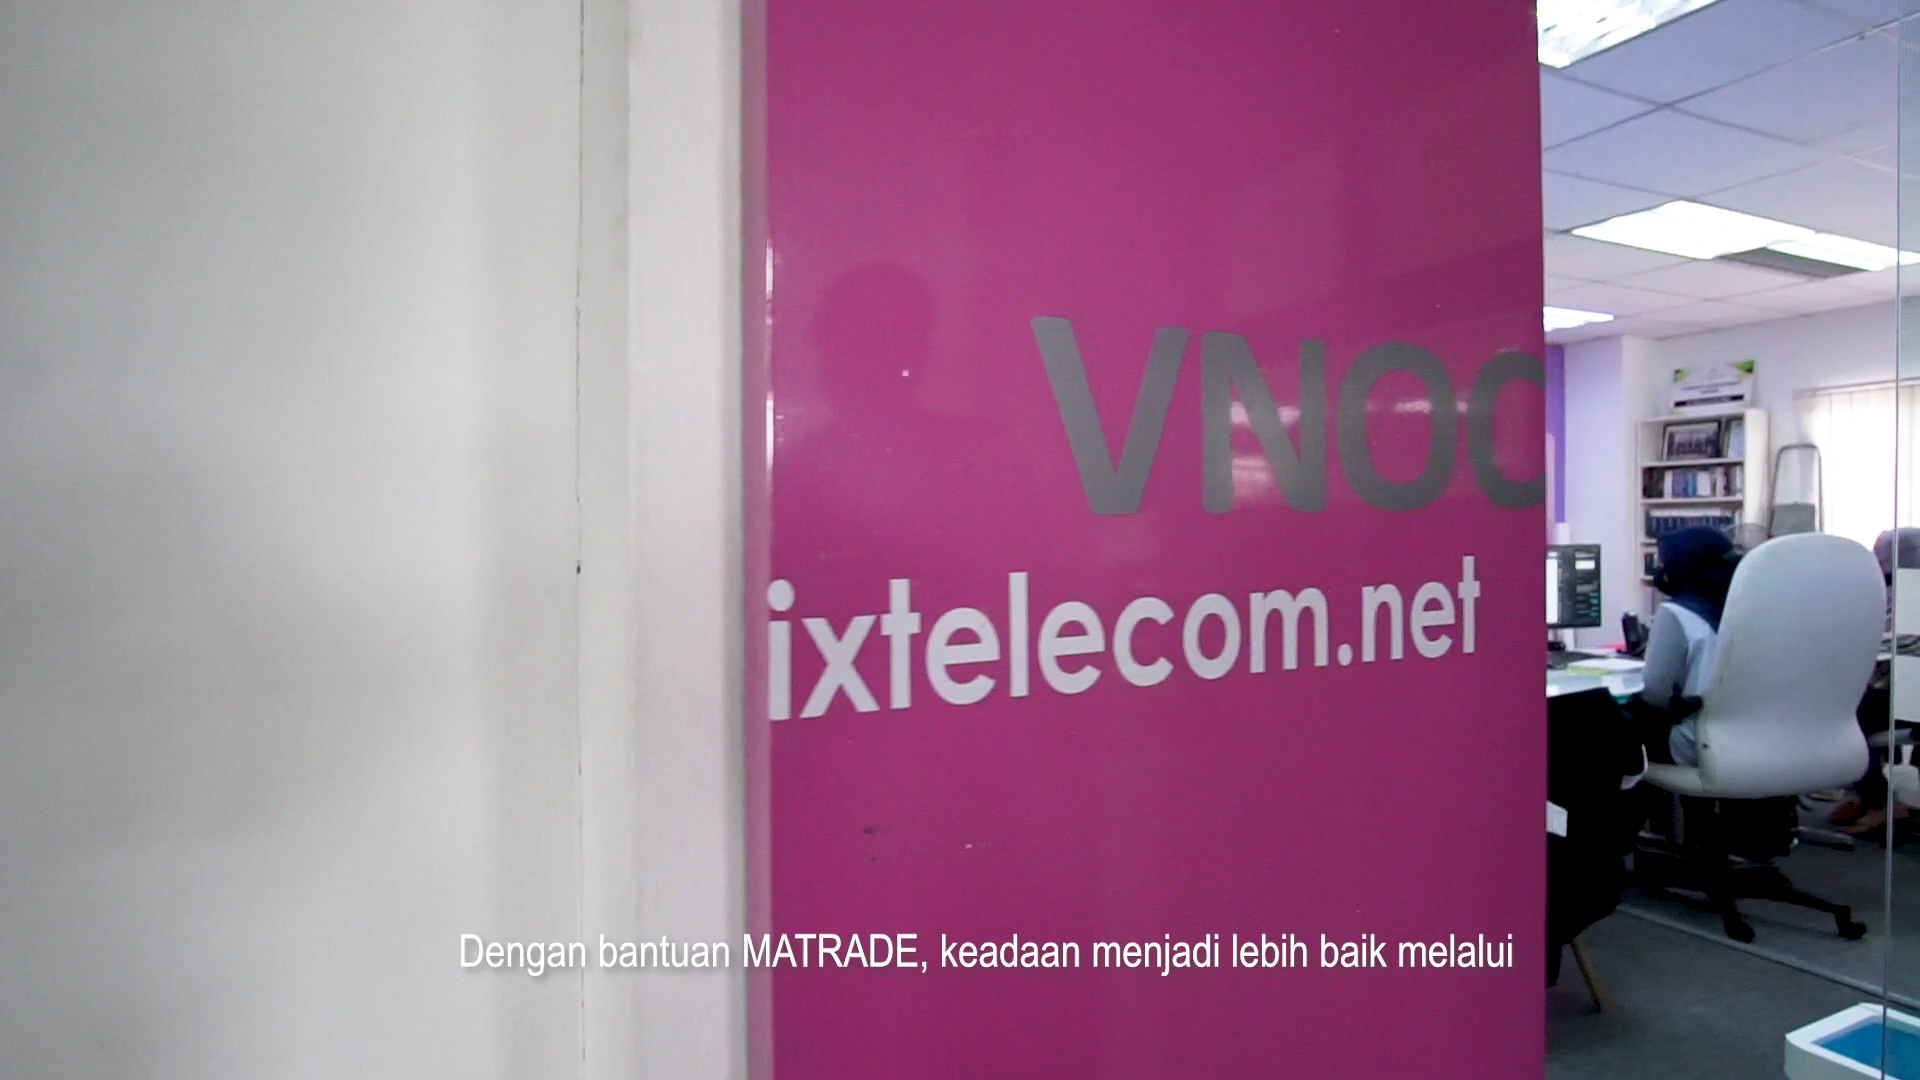 VNOC
ixtelecom.net
Dengan bantuan MATRADE, keadaan menjadi lebih baik melalui